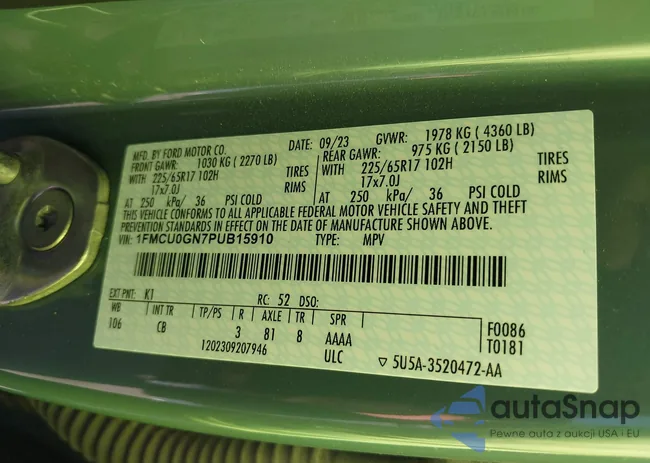 MFD. BY FORD MOTOR CO. DATE: 09/23 GVWR: 1978 KG ( 4360 LB)
FRONT GAWR: 1030 KG ( 2270 LB) REAR GAWR: 975 KG ( 2150 LB)
WITH 225/65R17 102H TIRES WITH 225/65R17 102H TIRES
17x7.0J RIMS 17x7.0J RIMS
AT 250 kPa/ 36 PSI COLD AT 250 kPa/ 36 PSI COLD
THIS VEHICLE CONFORMS TO ALL APPLICABLE FEDERAL MOTOR VEHICLE SAFETY AND THEFT
PREVENTION STANDARDS IN EFFECT ON THE DATE OF MANUFACTURE SHOWN ABOVE.
VIN: 1FMCU0GN7PUB15910 TYPE: MPV
EXT PNT: K1 RC: 52 DSO:
WB INT TR TP/PS R AXLE TR SPR
106 CB 3 81 8 AAAA
F0086
T0181
1202309207946 ULC
▽ 5U5A-3520472-AA
autaSnap
Pewne auta z aukcji USA i EU